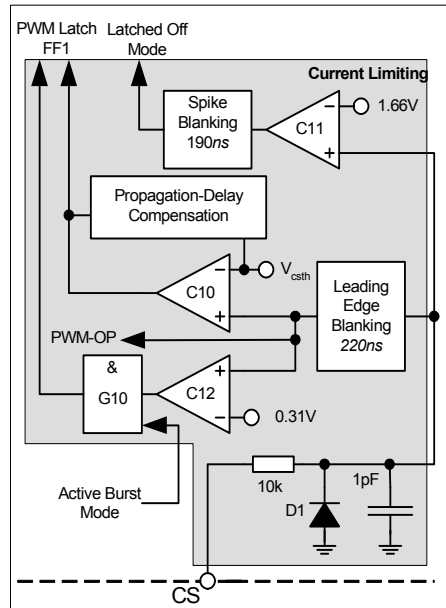 PWM Latch
FF1
Latched Off
Mode
Current Limiting
Spike
Blanking
190ns
C11
1.66V
Propagation-Delay
Compensation
Vcsth
C10
Leading
Edge
Blanking
220ns
PWM-OP
&
G10
C12
0.31V
Active Burst
Mode
10k
D1
1pF
CS